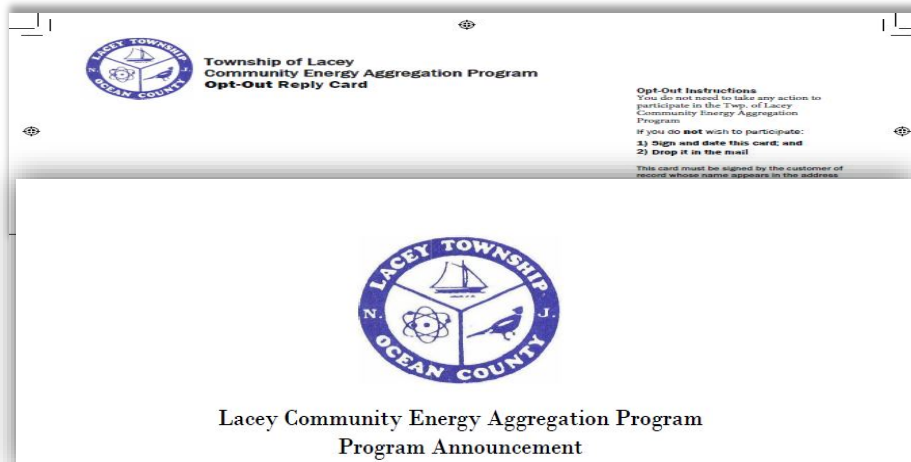 LACEY TOWNSHIP
N. J.
OCEAN COUNTY
Township of Lacey
Community Energy Aggregation Program
Opt-Out Reply Card
Opt-Out Instructions
You do not need to take any action to
participate in the Twp. of Lacey
Community Energy Aggregation
Program
If you do not wish to participate:
1) Sign and date this card; and
2) Drop it in the mail
This card must be signed by the customer of
record whose name appears in the address
LACEY TOWNSHIP
N. J.
OCEAN COUNTY
Lacey Community Energy Aggregation Program
Program Announcement